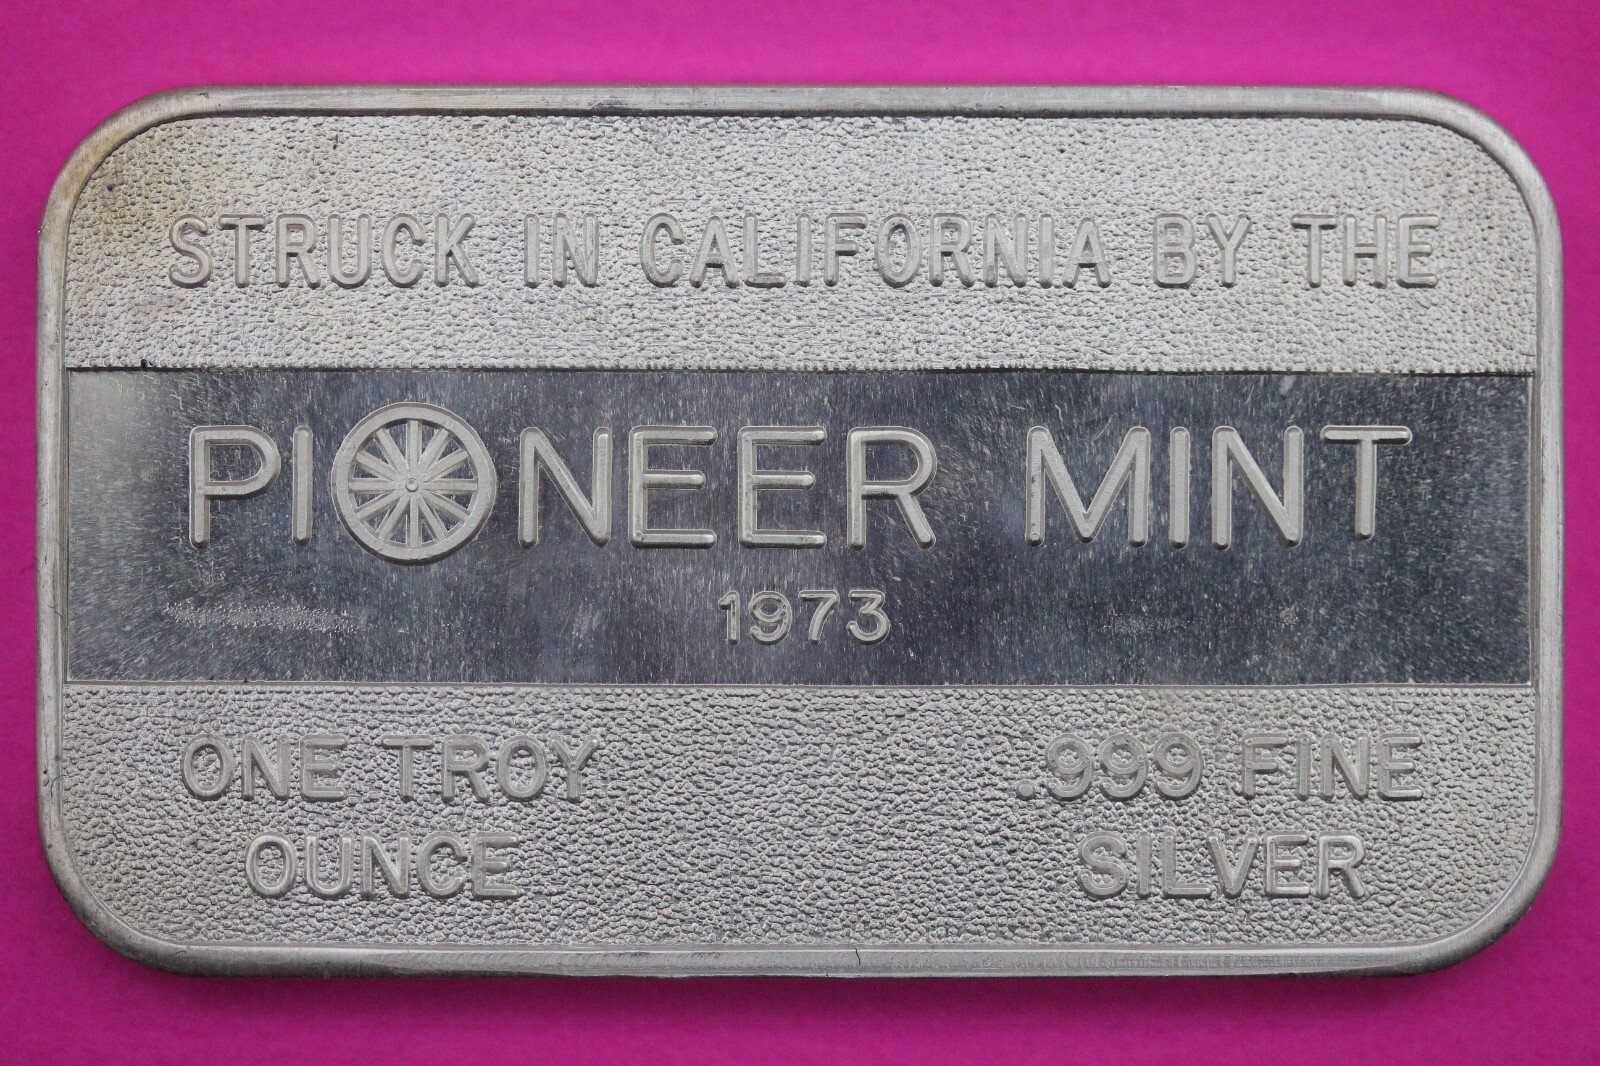 STRUCK IN CALIFORNIA BY THE
PIONEER MINT
1973
ONE TROY
OUNCE
.999 FINE
SILVER